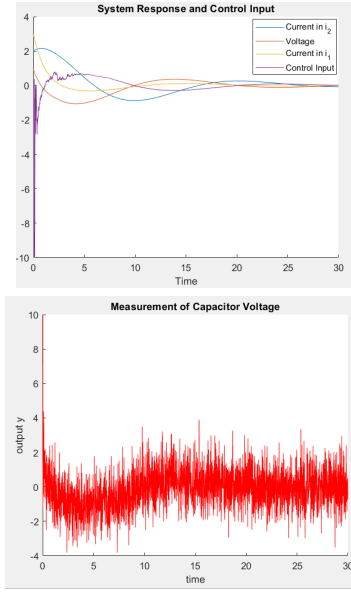 System Response and Control Input
4
2
0
-2
-4
-6
-8
-10
Current in i2
Voltage
Current in i1
Control Input
0 5 10 15 20 25 30
Time
Measurement of Capacitor Voltage
10
8
6
4
2
0
-2
-4
output y
0 5 10 15 20 25 30
time